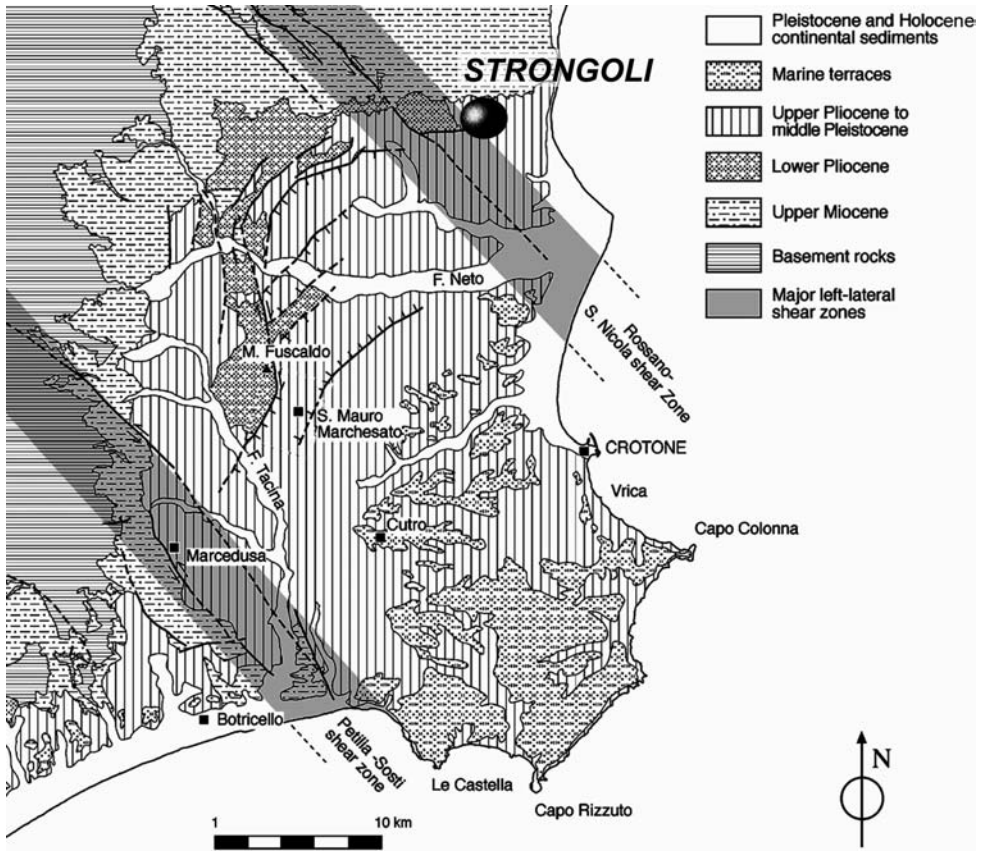 STRONGOLI
Pleistocene and Holocene
continental sediments
Marine terraces
Upper Pliocene to
middle Pleistocene
Lower Pliocene
Upper Miocene
Basement rocks
Major left-lateral
shear zones
F. Neto
Rossano-
S. Nicola shear Zone
M. Fuscaldo
S. Mauro
Marchesato
F. Tacina
CROTONE
Vrica
Capo Colonna
Cutro
Marcedusa
Botricello
Petilia -Sosti
shear zone
Le Castella
Capo Rizzuto
N
1
10 km